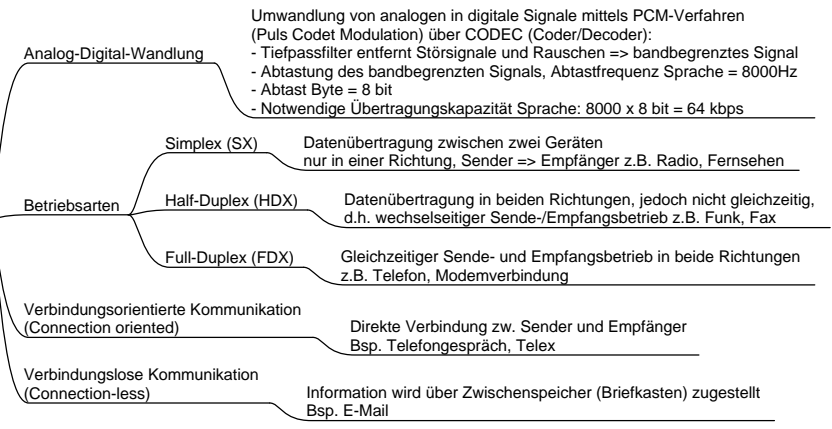 Analog-Digital-Wandlung
Umwandlung von analogen in digitale Signale mittels PCM-Verfahren
(Puls Codet Modulation) über CODEC (Coder/Decoder):
- Tiefpassfilter entfernt Störsignale und Rauschen => bandbegrenztes Signal
- Abtastung des bandbegrenzten Signals, Abtastfrequenz Sprache = 8000Hz
- Abtast Byte = 8 bit
- Notwendige Übertragungskapazität Sprache: 8000 x 8 bit = 64 kbps
Betriebsarten
Simplex (SX)
Datenübertragung zwischen zwei Geräten
nur in einer Richtung, Sender => Empfänger z.B. Radio, Fernsehen
Half-Duplex (HDX)
Datenübertragung in beiden Richtungen, jedoch nicht gleichzeitig,
d.h. wechselseitiger Sende-/Empfangsbetrieb z.B. Funk, Fax
Full-Duplex (FDX)
Gleichzeitiger Sende- und Empfangsbetrieb in beide Richtungen
z.B. Telefon, Modemverbindung
Verbindungsorientierte Kommunikation
(Connection oriented)
Direkte Verbindung zw. Sender und Empfänger
Bsp. Telefongespräch, Telex
Verbindungslose Kommunikation
(Connection-less)
Information wird über Zwischenspeicher (Briefkasten) zugestellt
Bsp. E-Mail